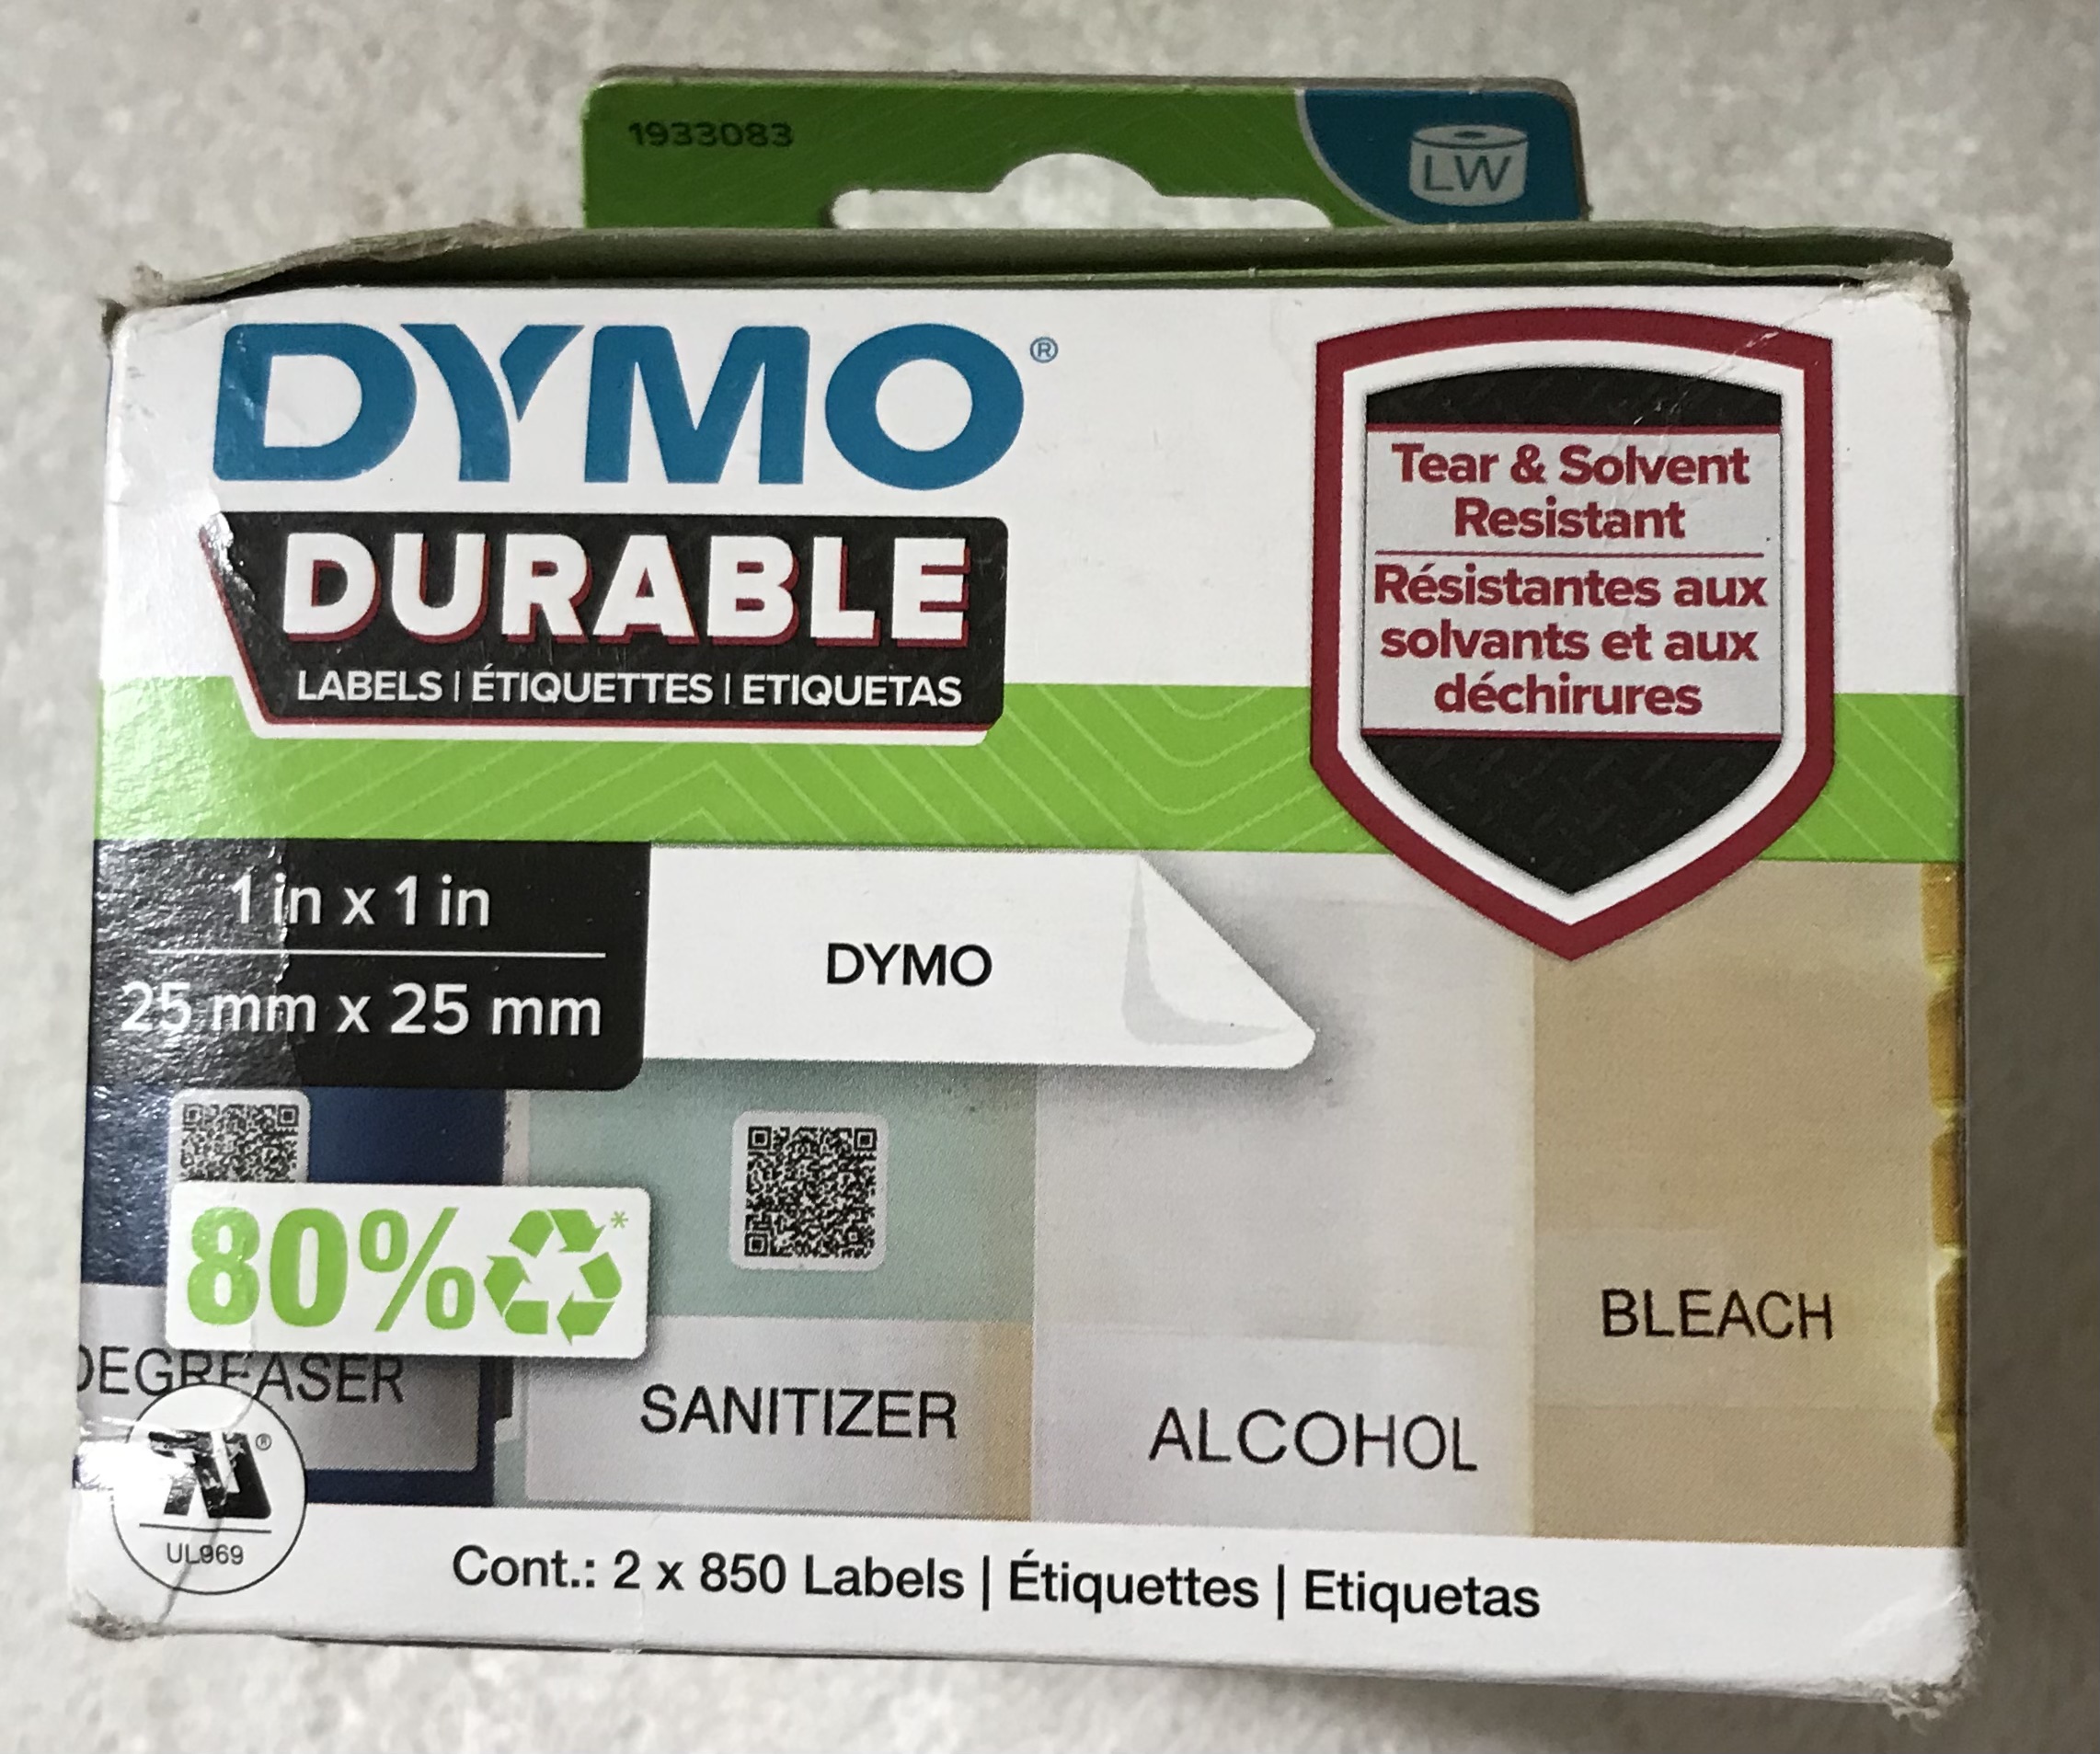 1933083
LW
DYMO®
DURABLE
LABELS | ÉTIQUETTES | ETIQUETAS
Tear & Solvent
Resistant
Résistantes aux
solvants et aux
déchirures
1 in x 1 in
25 mm x 25 mm
DYMO
80%*
DEGREASER
SANITIZER
ALCOHOL
BLEACH
®
UL969
Cont.: 2 x 850 Labels | Étiquettes | Etiquetas